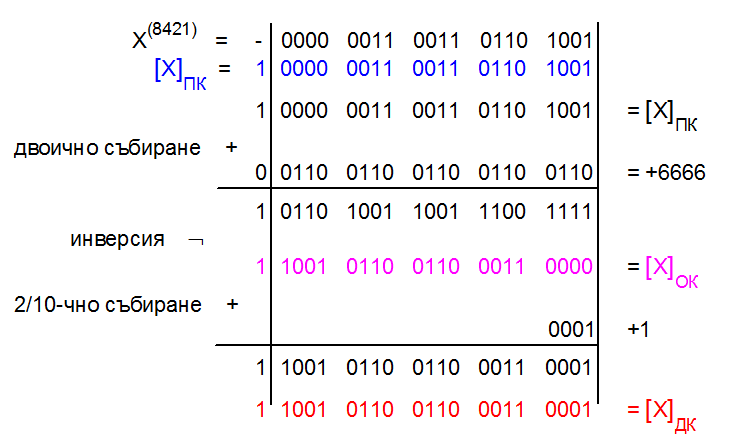 X(8421) = - 0000 0011 0011 0110 1001
[X]ПК = 1 0000 0011 0011 0110 1001
1 0000 0011 0011 0110 1001 = [X]ПК
двоично събиране +
0 0110 0110 0110 0110 0110 = +6666
1 0110 1001 1001 1100 1111
инверсия ¬
1 1001 0110 0110 0011 0000 = [X]ОК
2/10-чно събиране +
0001 +1
1 1001 0110 0110 0011 0001
1 1001 0110 0110 0011 0001 = [X]ДК